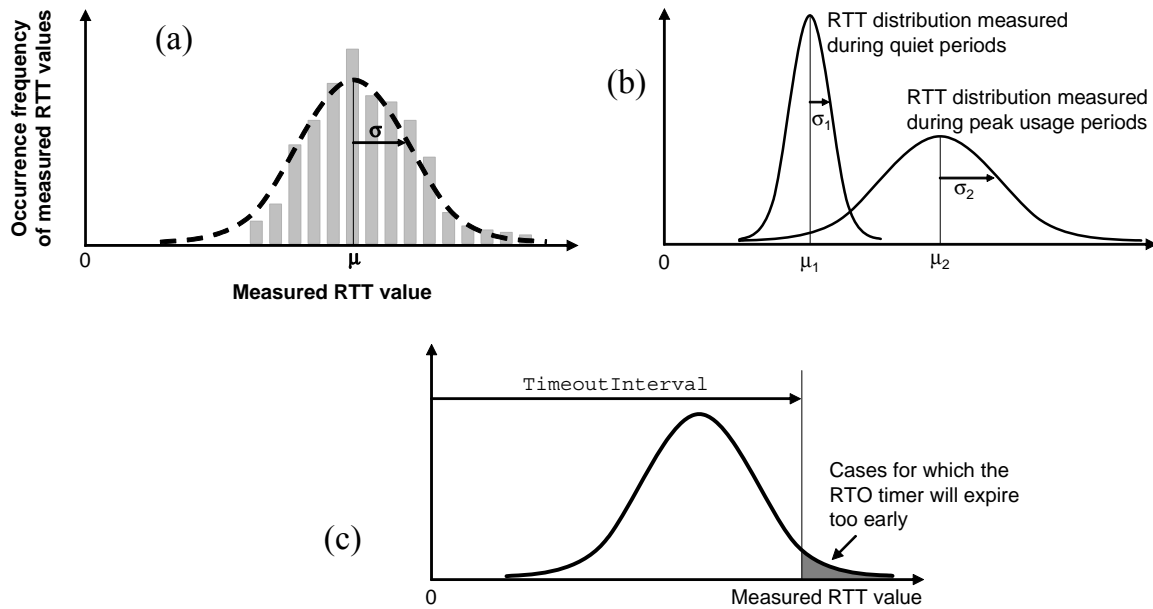 (a)
Occurrence frequency
of measured RTT values
σ
0
μ
Measured RTT value
(b)
RTT distribution measured
during quiet periods
RTT distribution measured
during peak usage periods
σ1
σ2
0
μ1
μ2
(c)
TimeoutInterval
Cases for which the
RTO timer will expire
too early
0
Measured RTT value